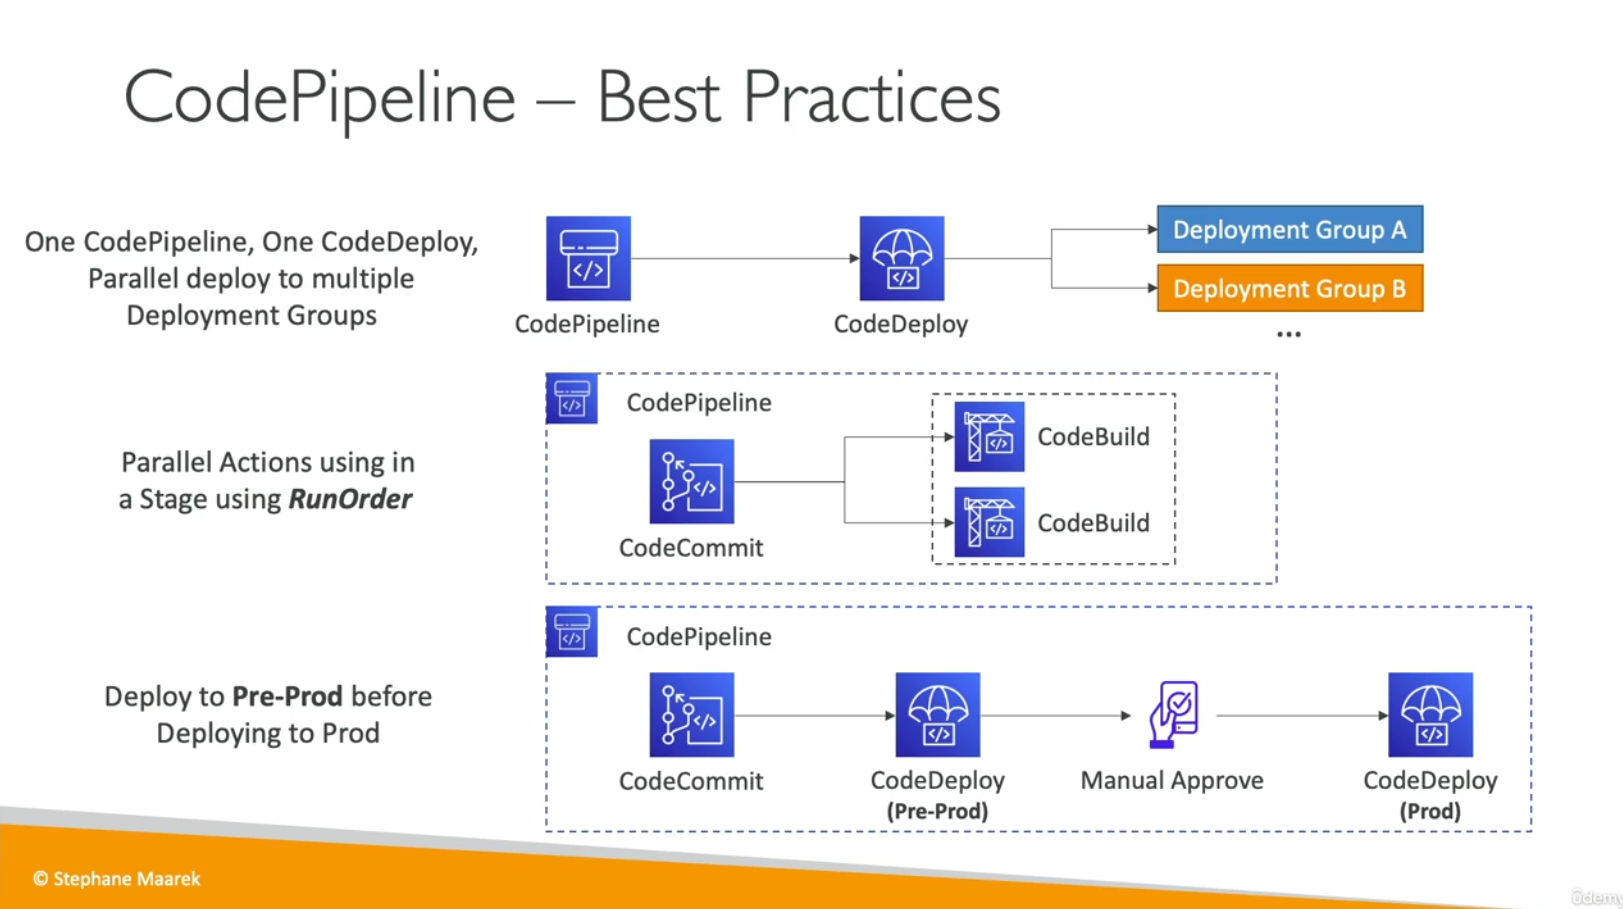 CodePipeline – Best Practices
One CodePipeline, One CodeDeploy,
Parallel deploy to multiple
Deployment Groups
CodePipeline
CodeDeploy
Deployment Group A
Deployment Group B
...
Parallel Actions using in
a Stage using RunOrder
CodePipeline
CodeCommit
CodeBuild
CodeBuild
Deploy to Pre-Prod before
Deploying to Prod
CodePipeline
CodeCommit
CodeDeploy
(Pre-Prod)
Manual Approve
CodeDeploy
(Prod)
© Stephane Maarek
ûdemy